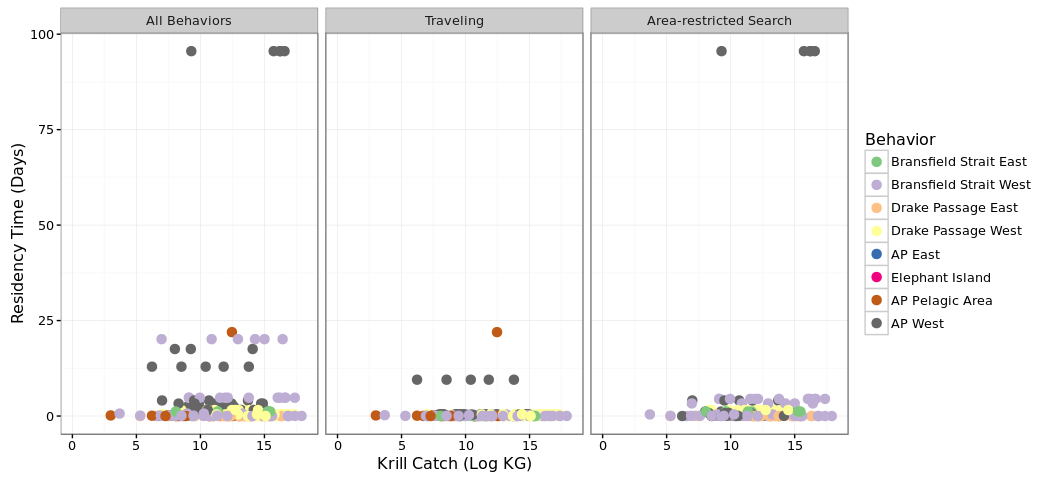 All Behaviors
Traveling
Area-restricted Search
100
75
50
25
0
Residency Time (Days)
0 5 10 15
0 5 10 15
0 5 10 15
Krill Catch (Log KG)
Behavior
Bransfield Strait East
Bransfield Strait West
Drake Passage East
Drake Passage West
AP East
Elephant Island
AP Pelagic Area
AP West